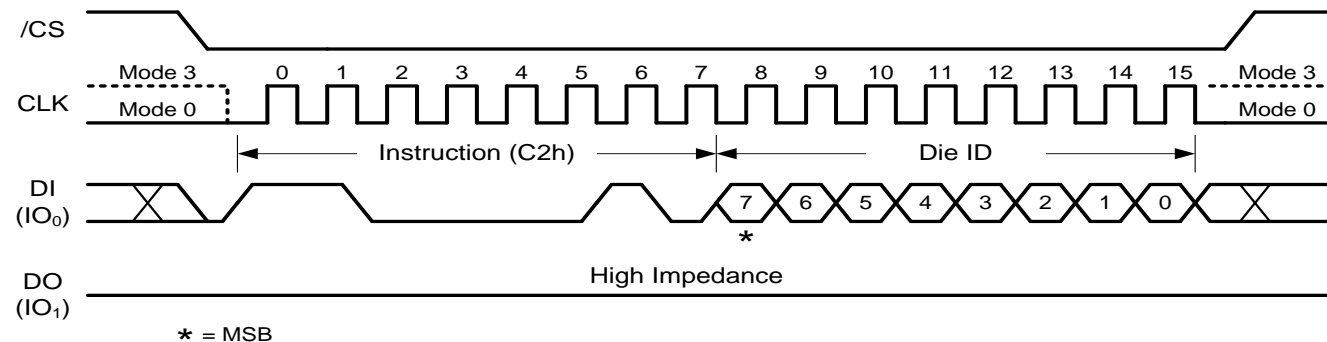 /CS
Mode 3 0 1 2 3 4 5 6 7 8 9 10 11 12 13 14 15 Mode 3
CLK
Mode 0 Mode 0
Instruction (C2h) Die ID
DI
(IO₀)
7 6 5 4 3 2 1 0
*
High Impedance
DO
(IO₁)
* = MSB